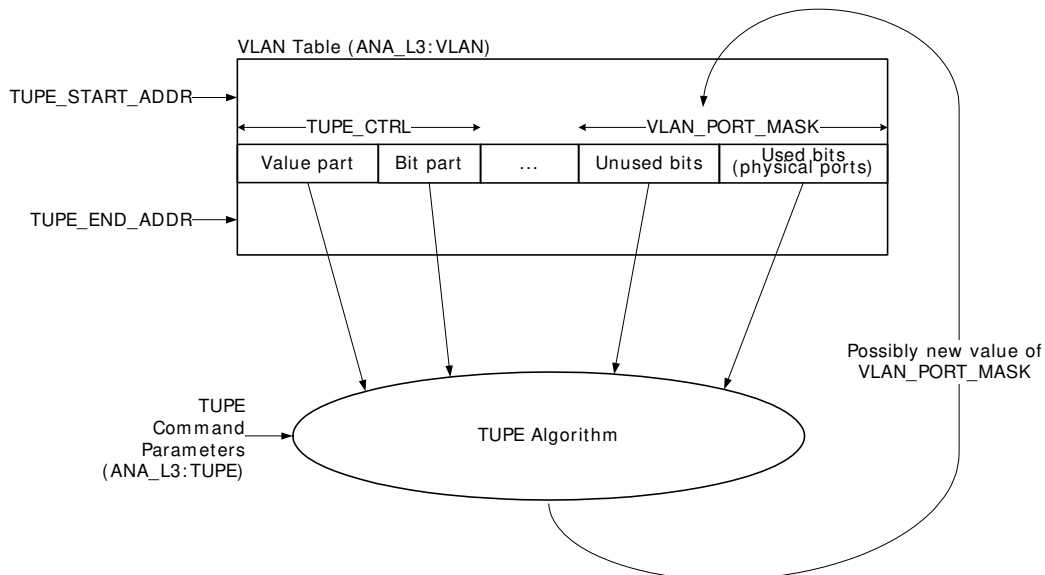 VLAN Table (ANA_L3:VLAN)
TUPE_START_ADDR
TUPE_CTRL
VLAN_PORT_MASK
Value part
Bit part
...
Unused bits
Used bits
(physical ports)
TUPE_END_ADDR
Possibly new value of
VLAN_PORT_MASK
TUPE
Command
Parameters
(ANA_L3:TUPE)
TUPE Algorithm